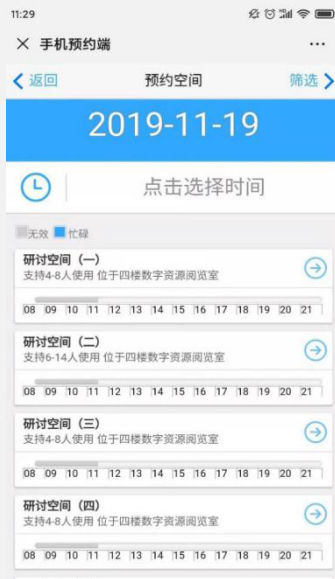 11:29
手机预约端
返回 预约空间 筛选
2019-11-19
点击选择时间
无效 忙碌
研讨空间（一）
支持4-8人使用 位于四楼数字资源阅览室
08 09 10 11 12 13 14 15 16 17 18 19 20 21
研讨空间（二）
支持6-14人使用 位于四楼数字资源阅览室
08 09 10 11 12 13 14 15 16 17 18 19 20 21
研讨空间（三）
支持4-8人使用 位于四楼数字资源阅览室
08 09 10 11 12 13 14 15 16 17 18 19 20 21
研讨空间（四）
支持4-8人使用 位于四楼数字资源阅览室
08 09 10 11 12 13 14 15 16 17 18 19 20 21